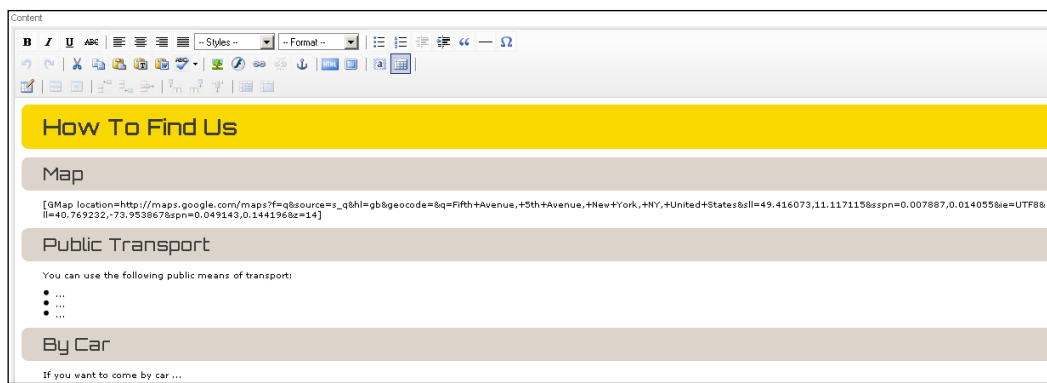 Content
B I U ABC -- Styles -- -- Format --
HTML
How To Find Us
Map
[GMap location=http://maps.google.com/maps?f=q&source=s_q&hl=gb&geocode=&q=Fifth+Avenue,+5th+Avenue,+New+York,+NY,+United+States&sll=49.416073,11.117115&sspn=0.007887,0.014055&ie=UTF8&
ll=40.769232,-73.953867&spn=0.049143,0.144196&z=14]
Public Transport
You can use the following public means of transport:
● ...
● ...
● ...
By Car
If you want to come by car ...